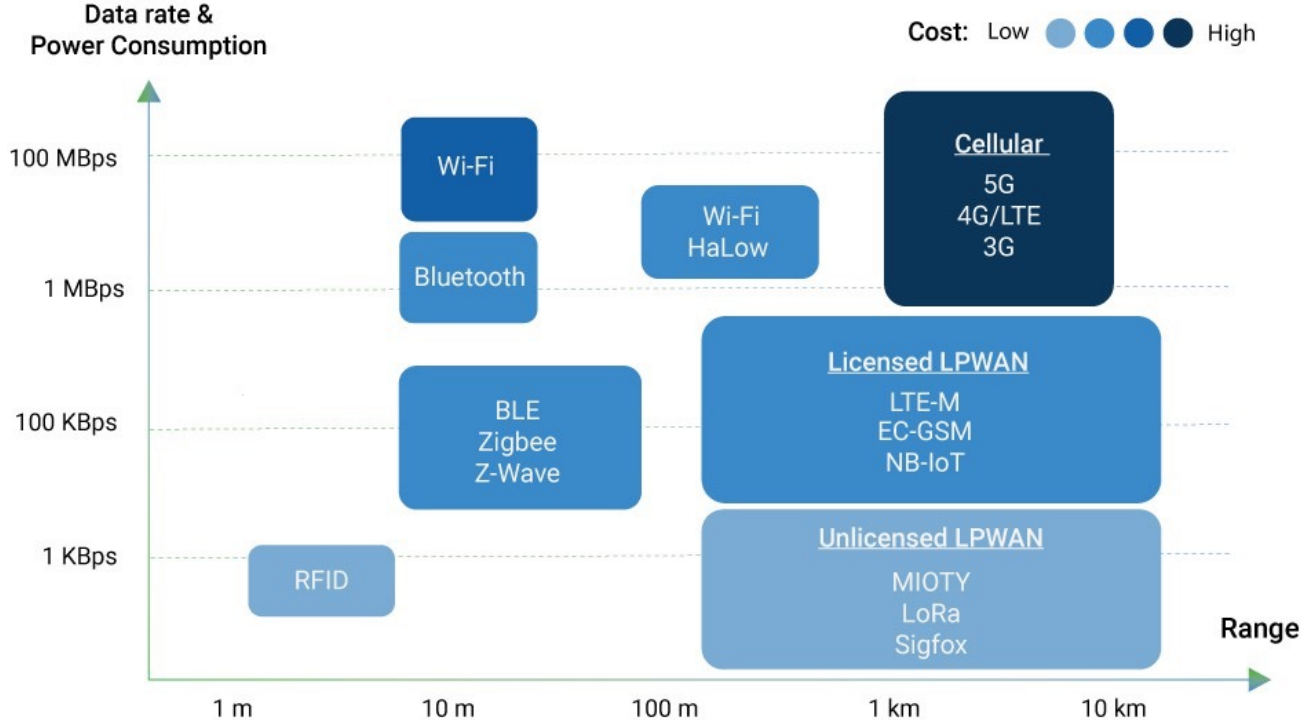 Data rate &
Power Consumption
Cost: Low High
100 MBps
Wi-Fi
Cellular
5G
4G/LTE
3G
Wi-Fi
HaLow
Bluetooth
1 MBps
Licensed LPWAN
LTE-M
EC-GSM
NB-IoT
100 KBps
BLE
Zigbee
Z-Wave
1 KBps
RFID
Unlicensed LPWAN
MIOTY
LoRa
Sigfox
Range
1 m 10 m 100 m 1 km 10 km